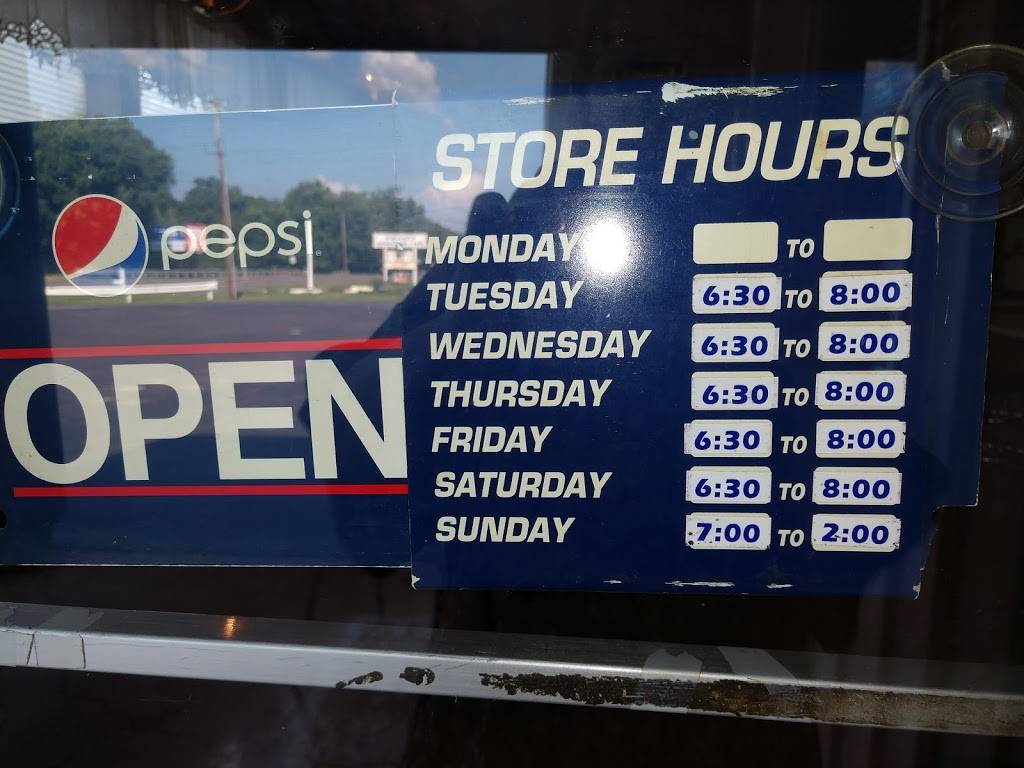 pepsi
OPEN
STORE HOURS
MONDAY TO
TUESDAY 6:30 TO 8:00
WEDNESDAY 6:30 TO 8:00
THURSDAY 6:30 TO 8:00
FRIDAY 6:30 TO 8:00
SATURDAY 6:30 TO 8:00
SUNDAY 7:00 TO 2:00